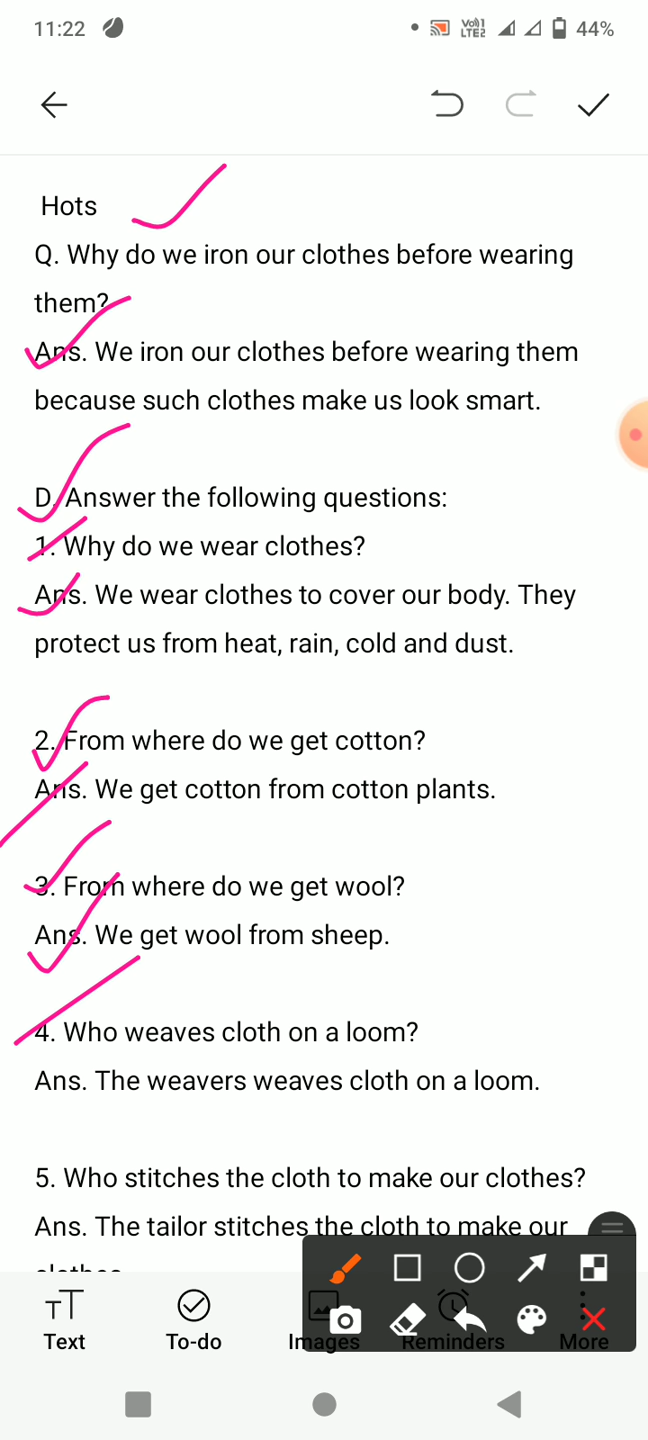 11:22
Vo))1
LTE2
44%
Hots
Q. Why do we iron our clothes before wearing
them?
Ans. We iron our clothes before wearing them
because such clothes make us look smart.
D. Answer the following questions:
1. Why do we wear clothes?
Ans. We wear clothes to cover our body. They
protect us from heat, rain, cold and dust.
2. From where do we get cotton?
Ans. We get cotton from cotton plants.
3. From where do we get wool?
Ans. We get wool from sheep.
4. Who weaves cloth on a loom?
Ans. The weavers weaves cloth on a loom.
5. Who stitches the cloth to make our clothes?
Ans. The tailor stitches the cloth to make our
TT
Text To-do Images Reminders More